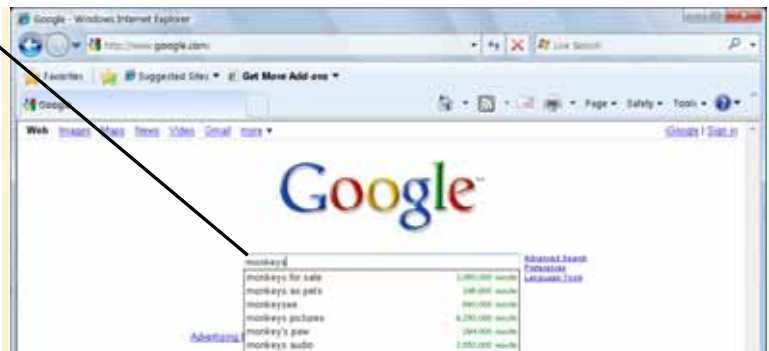 Google - Windows Internet Explorer
http://www.google.com/
Live Search
Favorites Suggested Sites Get More Add-ons
Google
Page Safety Tools
Web Images Maps News Video Gmail more
iGoogle | Sign in
Google
monkeys
Advanced Search
Preferences
Language Tools
monkeys for sale
monkeys as pets
monkeysee
monkeys pictures
monkey's paw
monkeys audio
Advertising